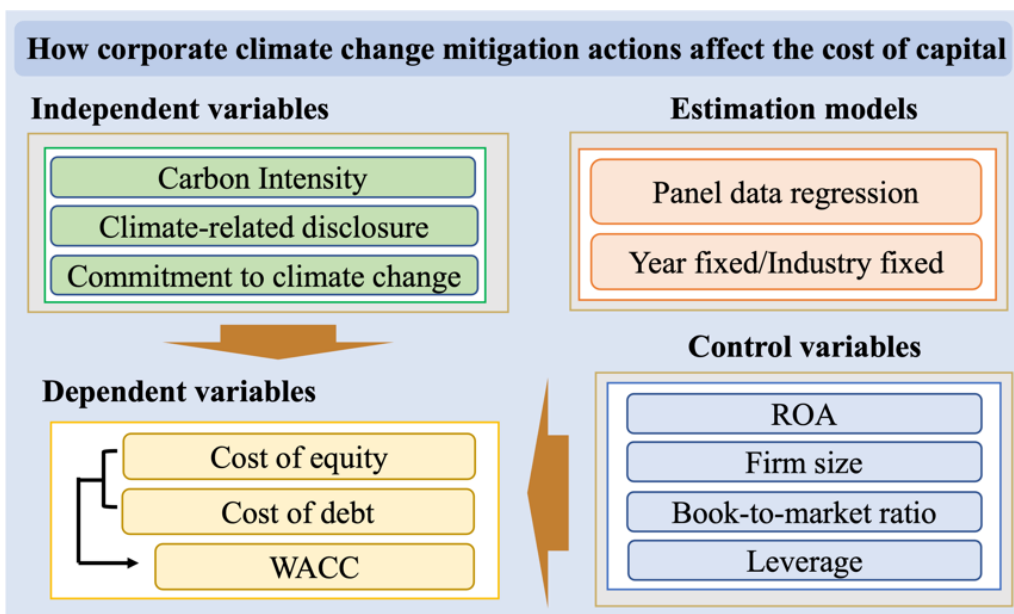 How corporate climate change mitigation actions affect the cost of capital
Independent variables
Carbon Intensity
Climate-related disclosure
Commitment to climate change
Estimation models
Panel data regression
Year fixed/Industry fixed
Dependent variables
Cost of equity
Cost of debt
WACC
Control variables
ROA
Firm size
Book-to-market ratio
Leverage